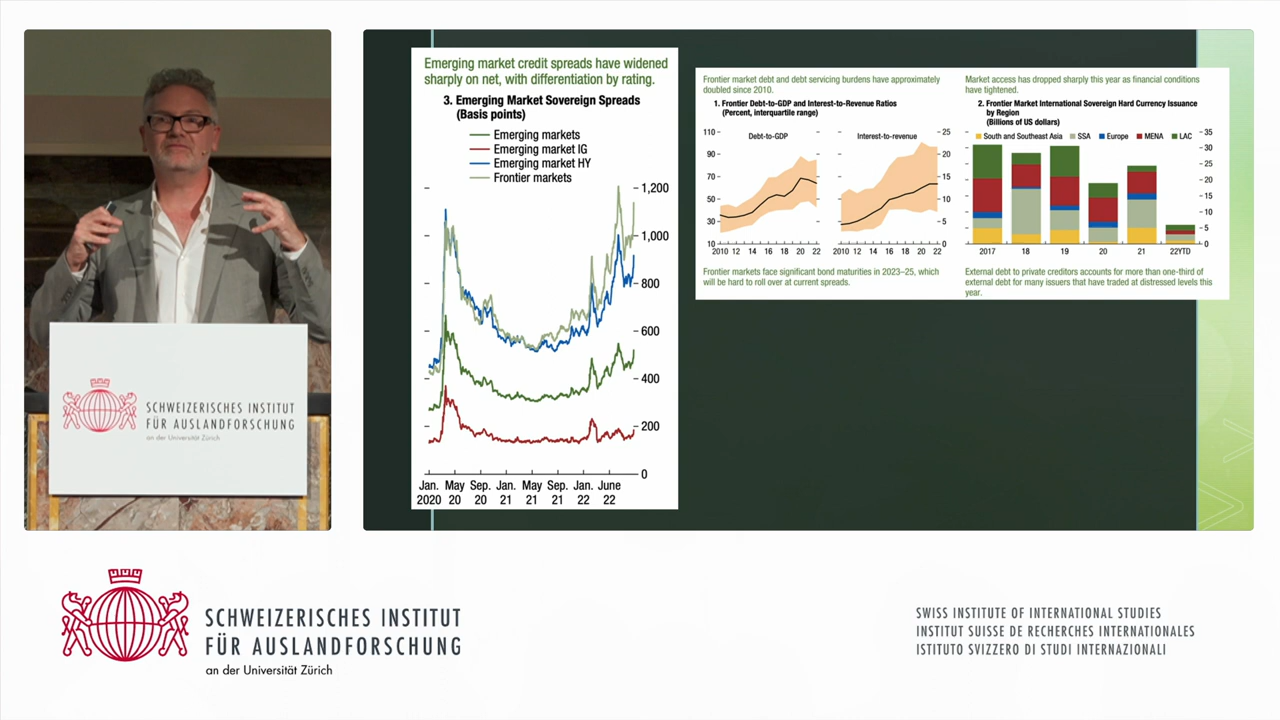 SCHWEIZERISCHES INSTITUT
FÜR AUSLANDFORSCHUNG
an der Universität Zürich
Emerging market credit spreads have widened
sharply on net, with differentiation by rating.
3. Emerging Market Sovereign Spreads
(Basis points)
Emerging markets
Emerging market IG
Emerging market HY
Frontier markets
1,200
1,000
800
600
400
200
0
Jan. May Sep. Jan. May Sep. Jan. June
2020 20 20 21 21 21 22 22
Frontier market debt and debt servicing burdens have approximately
doubled since 2010.
1. Frontier Debt-to-GDP and Interest-to-Revenue Ratios
(Percent, interquartile range)
110 Debt-to-GDP Interest-to-revenue 25
90 20
70 15
50 10
30 5
10 0
2010 12 14 16 18 20 22 2010 12 14 16 18 20 22
Frontier markets face significant bond maturities in 2023–25, which
will be hard to roll over at current spreads.
Market access has dropped sharply this year as financial conditions
have tightened.
2. Frontier Market International Sovereign Hard Currency Issuance
by Region
(Billions of US dollars)
South and Southeast Asia SSA Europe MENA LAC 35
30
25
20
15
10
5
0
2017 18 19 20 21 22YTD
External debt to private creditors accounts for more than one-third of
external debt for many issuers that have traded at distressed levels this
year.
SCHWEIZERISCHES INSTITUT
FÜR AUSLANDFORSCHUNG
an der Universität Zürich
SWISS INSTITUTE OF INTERNATIONAL STUDIES
INSTITUT SUISSE DE RECHERCHES INTERNATIONALES
ISTITUTO SVIZZERO DI STUDI INTERNAZIONALI